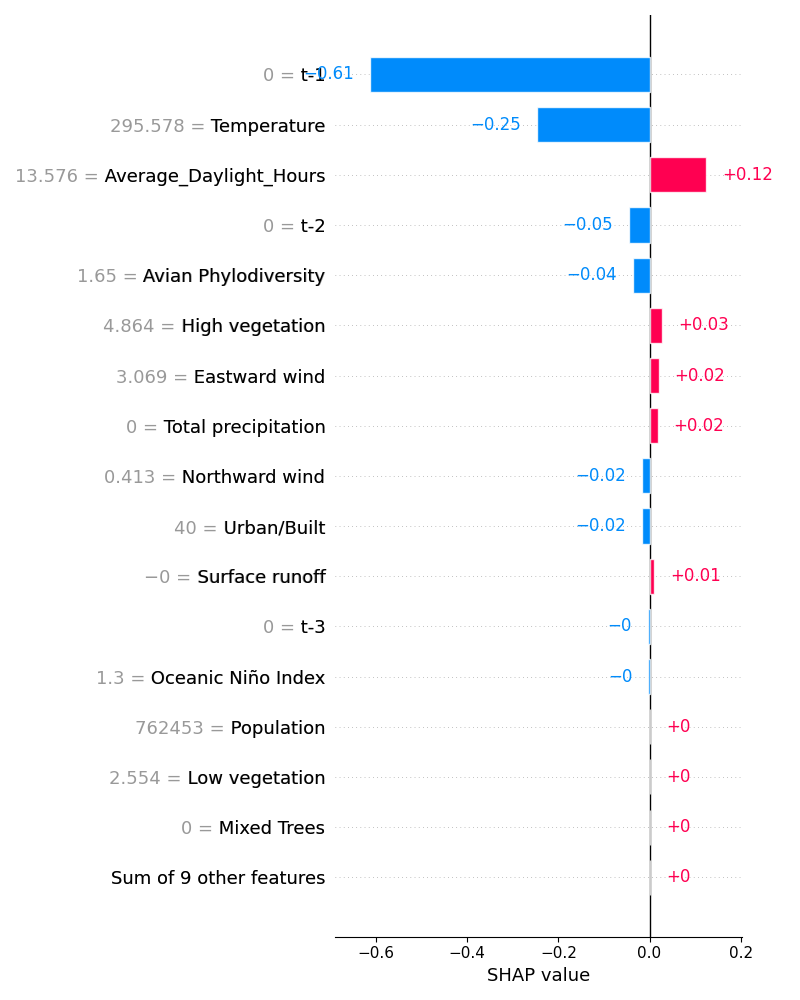 0 = t-1 −0.61
295.578 = Temperature −0.25
13.576 = Average_Daylight_Hours +0.12
0 = t-2 −0.05
1.65 = Avian Phylodiversity −0.04
4.864 = High vegetation +0.03
3.069 = Eastward wind +0.02
0 = Total precipitation +0.02
0.413 = Northward wind −0.02
40 = Urban/Built −0.02
−0 = Surface runoff +0.01
0 = t-3 −0
1.3 = Oceanic Niño Index −0
762453 = Population +0
2.554 = Low vegetation +0
0 = Mixed Trees +0
Sum of 9 other features +0
−0.6 −0.4 −0.2 0.0 0.2
SHAP value